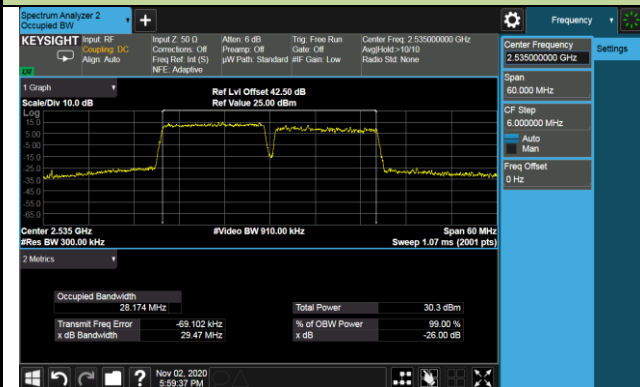 Spectrum Analyzer 2
Occupied BW
+
Frequency
KEYSIGHT
Input: RF
Coupling: DC
Align: Auto
Input Z: 50 Ω
Corrections: Off
Freq Ref: Int (S)
NFE: Adaptive
Atten: 6 dB
Preamp: Off
µW Path: Standard
Trig: Free Run
Gate: Off
#IF Gain: Low
Center Freq: 2.535000000 GHz
Avg|Hold:>10/10
Radio Std: None
Center Frequency
2.535000000 GHz
Settings
Span
60.000 MHz
CF Step
6.000000 MHz
Auto
Man
Freq Offset
0 Hz
1 Graph
Scale/Div 10.0 dB
Ref Lvl Offset 42.50 dB
Ref Value 25.00 dBm
Log
15.0
5.00
-5.00
-15.0
-25.0
-35.0
-45.0
-55.0
-65.0
Center 2.535 GHz
#Video BW 910.00 kHz
Span 60 MHz
#Res BW 300.00 kHz
Sweep 1.07 ms (2001 pts)
2 Metrics
Occupied Bandwidth
28.174 MHz
Total Power
30.3 dBm
Transmit Freq Error
-69.102 kHz
% of OBW Power
99.00 %
x dB Bandwidth
29.47 MHz
x dB
-26.00 dB
?
Nov 02, 2020
5:59:37 PM